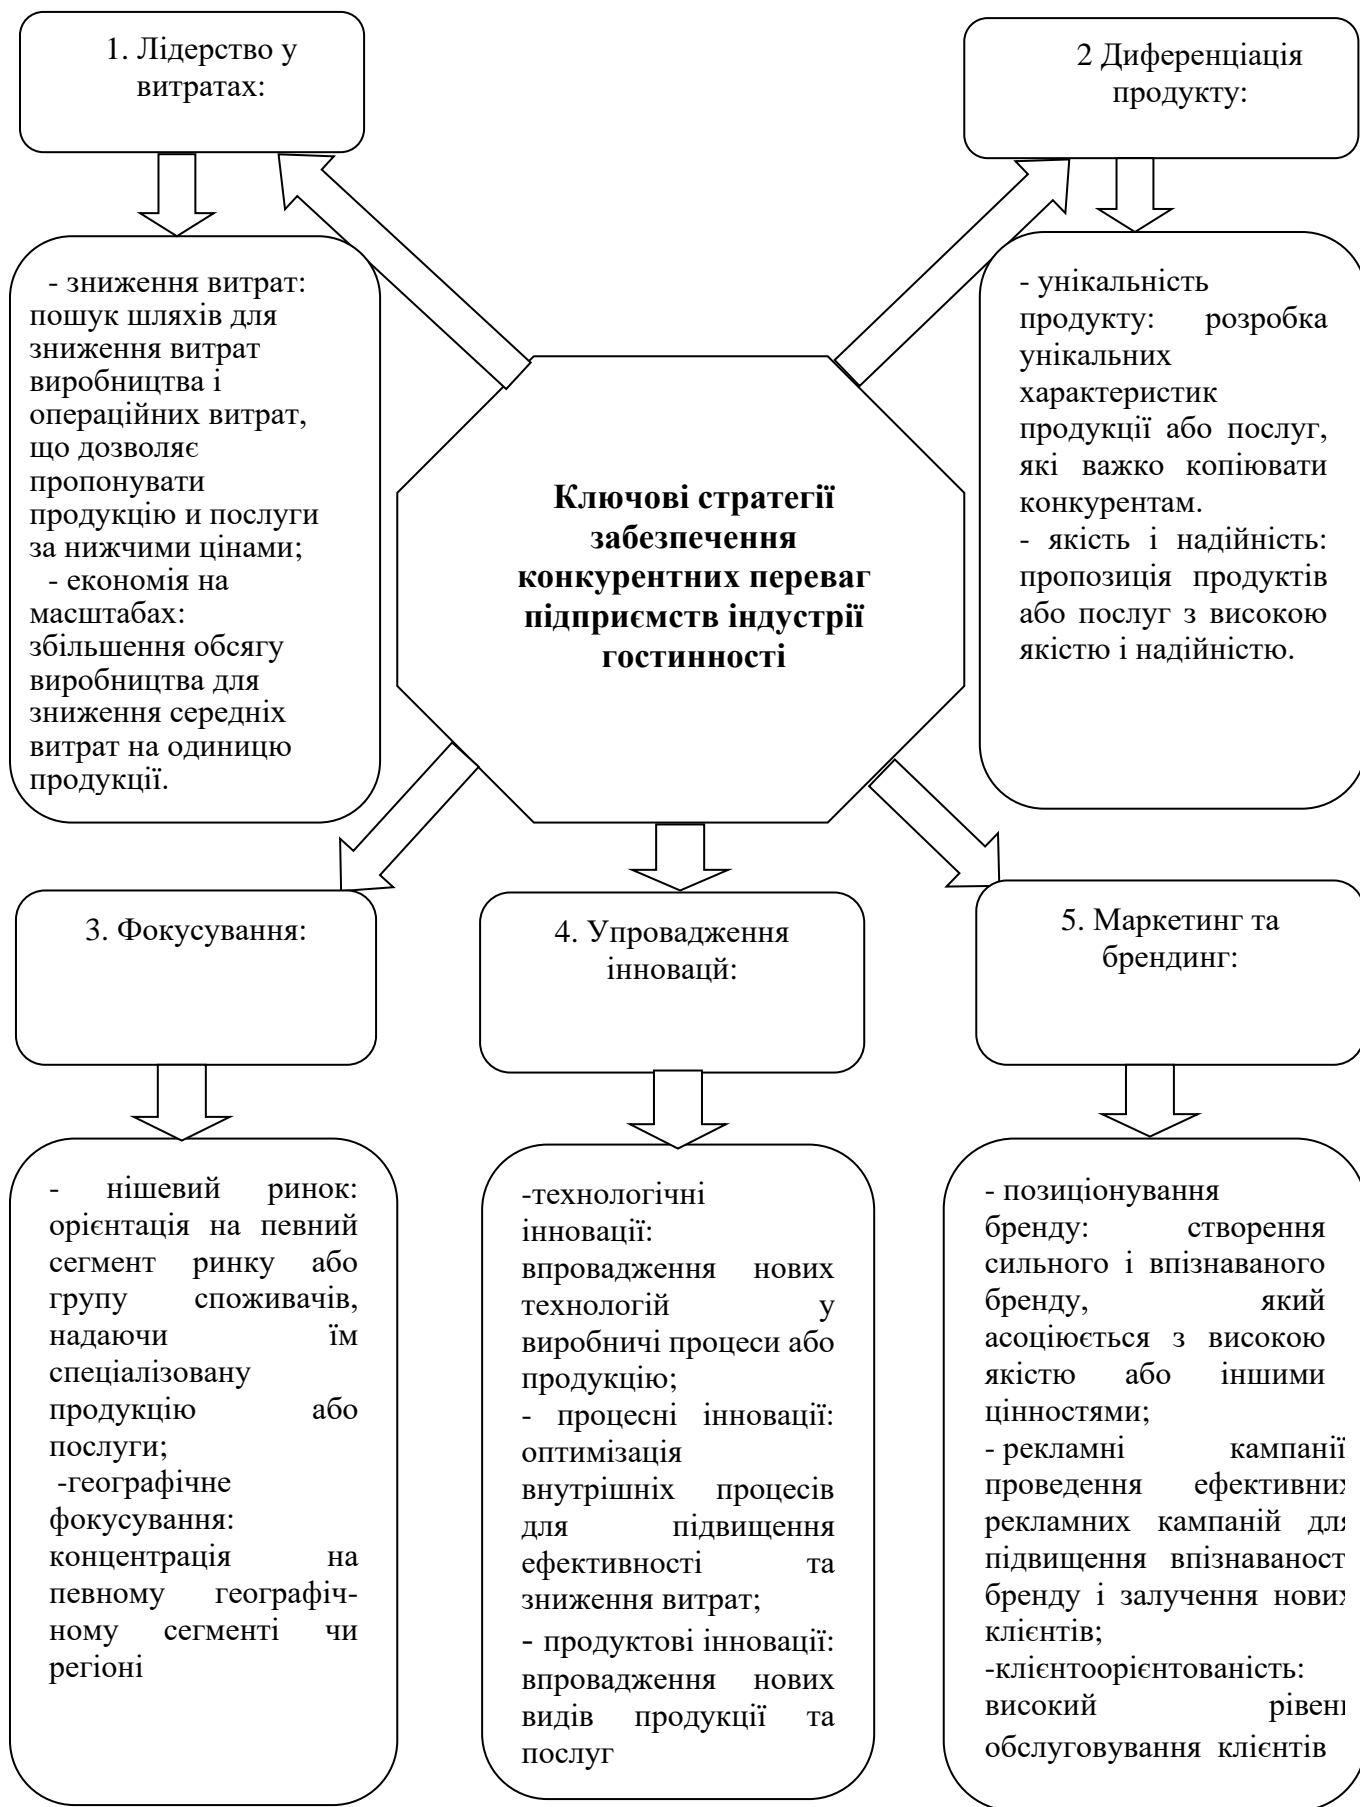 1. Лідерство у
витратах:
2 Диференціація
продукту:
- зниження витрат:
пошук шляхів для
зниження витрат
виробництва і
операційних витрат,
що дозволяє
пропонувати
продукцію и послуги
за нижчими цінами;
- економія на
масштабах:
збільшення обсягу
виробництва для
зниження середніх
витрат на одиницю
продукції.
- унікальність
продукту: розробка
унікальних
характеристик
продукції або послуг,
які важко копіювати
конкурентам.
- якість і надійність:
пропозиція продуктів
або послуг з високою
якістю і надійністю.
Ключові стратегії
забезпечення
конкурентних переваг
підприємств індустрії
гостинності
3. Фокусування:
4. Упровадження
інновацй:
5. Маркетинг та
брендинг:
- нішевий ринок:
орієнтація на певний
сегмент ринку або
групу споживачів,
надаючи їм
спеціалізовану
продукцію або
послуги;
-географічне
фокусування:
концентрація на
певному географіч-
ному сегменті чи
регіоні
-технологічні
інновації:
впровадження нових
технологій у
виробничі процеси або
продукцію;
- процесні інновації:
оптимізація
внутрішніх процесів
для підвищення
ефективності та
зниження витрат;
- продуктові інновації:
впровадження нових
видів продукції та
послуг
- позиціонування
бренду: створення
сильного і впізнаваного
бренду, який
асоціюється з високою
якістю або іншими
цінностями;
- рекламні кампанії
проведення ефективних
рекламних кампаній для
підвищення впізнаваност
бренду і залучення нових
клієнтів;
-клієнтоорієнтованість:
високий рівен
обслуговування клієнтів